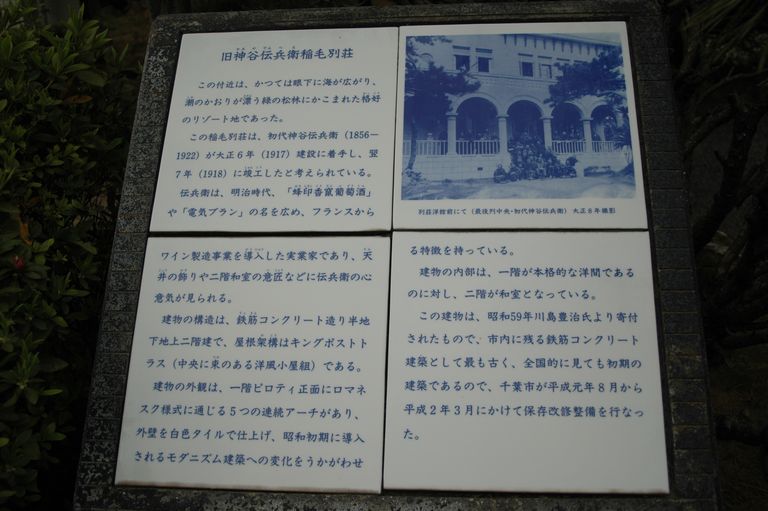 旧神谷伝兵衛稲毛別荘
この付近は、かつては眼下に海が広がり、
潮のかおりが漂う緑の松林にかこまれた格好
のリゾート地であった。
この稲毛別荘は、初代神谷伝兵衛(1856—
1922)が大正6年(1917)建設に着手し、翌
7年(1918)に竣工したと考えられている。
伝兵衛は、明治時代、「蜂印香竄葡萄酒」
や「電気ブラン」の名を広め、フランスから
別荘洋館前にて(最後列中央・初代神谷伝兵衛)大正8年撮影
ワイン製造事業を導入した実業家であり、天
井の飾りや二階和室の意匠などに伝兵衛の心
意気が見られる。
建物の構造は、鉄筋コンクリート造り半地
下地上二階建で、屋根架構はキングポストト
ラス(中央に束のある洋風小屋組)である。
建物の外観は、一階ピロティ正面にロマネ
スク様式に通じる5つの連続アーチがあり、
外壁を白色タイルで仕上げ、昭和初期に導入
されるモダニズム建築への変化をうかがわせ
る特徴を持っている。
建物の内部は、一階が本格的な洋間である
のに対し、二階が和室となっている。
この建物は、昭和59年川島豊治氏より寄付
されたもので、市内に残る鉄筋コンクリート
建築として最も古く、全国的に見ても初期の
建築であるので、千葉市が平成元年8月から
平成2年3月にかけて保存改修整備を行なっ
た。